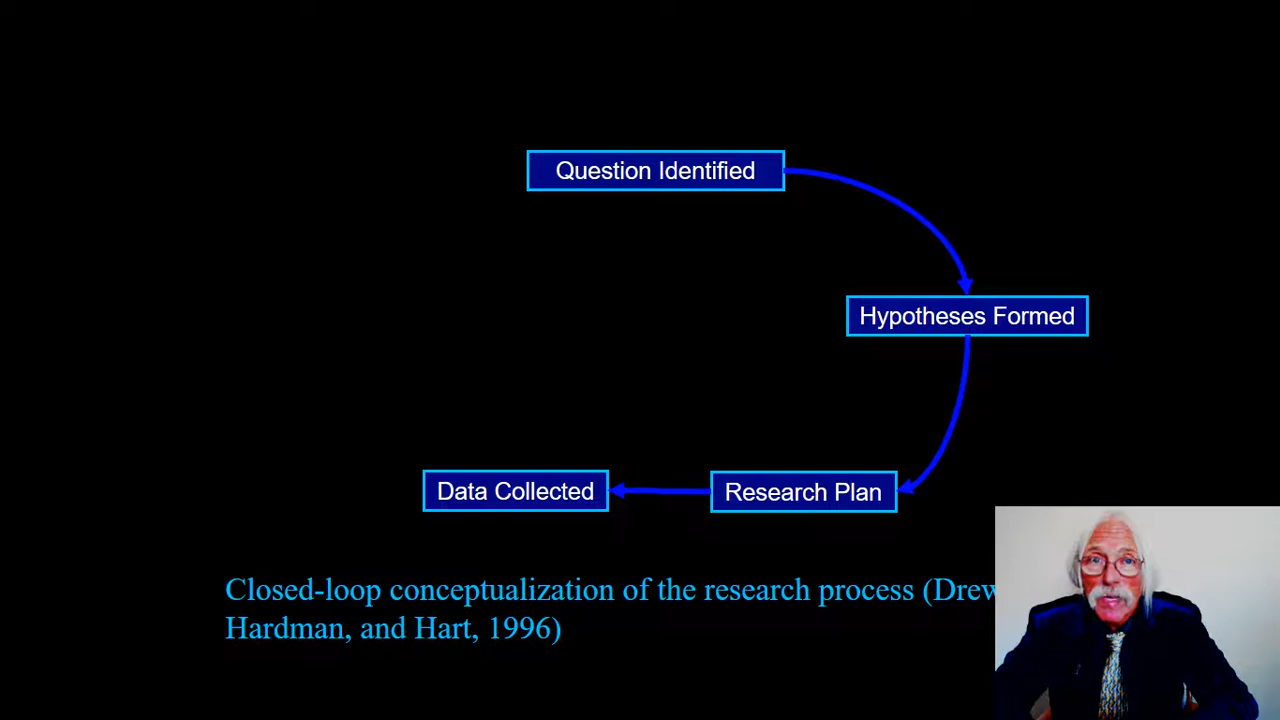 Question Identified
Hypotheses Formed
Data Collected Research Plan
Closed-loop conceptualization of the research process (Drew
Hardman, and Hart, 1996)